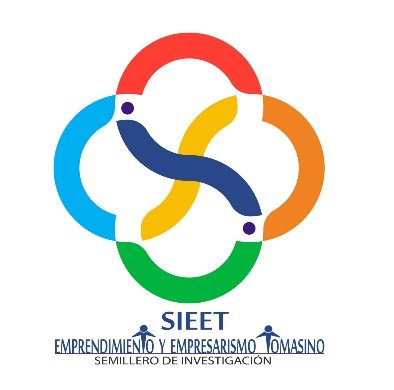 SIEET
EMPRENDIMIENTO Y EMPRESARISMO TOMASINO
SEMILLERO DE INVESTIGACIÓN